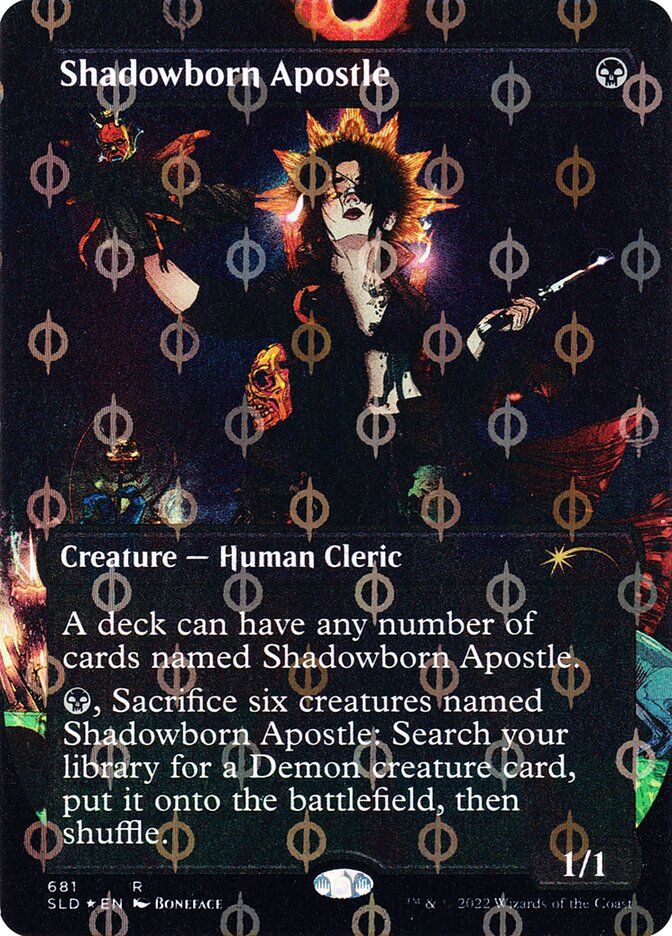 Shadowborn Apostle
Creature — Human Cleric
A deck can have any number of
cards named Shadowborn Apostle.
, Sacrifice six creatures named
Shadowborn Apostle: Search your
library for a Demon creature card,
put it onto the battlefield, then
shuffle.
1/1
681 R
SLD ★ EN BONEFACE
™ & © 2022 Wizards of the Coast